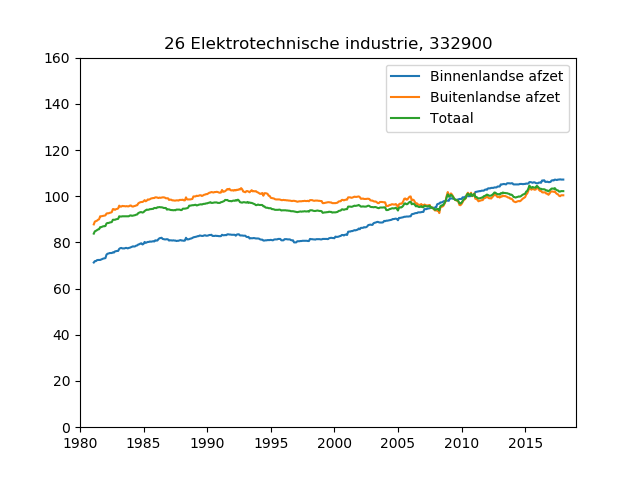 26 Elektrotechnische industrie, 332900
Binnenlandse afzet
Buitenlandse afzet
Totaal
160
140
120
100
80
60
40
20
0
1980 1985 1990 1995 2000 2005 2010 2015